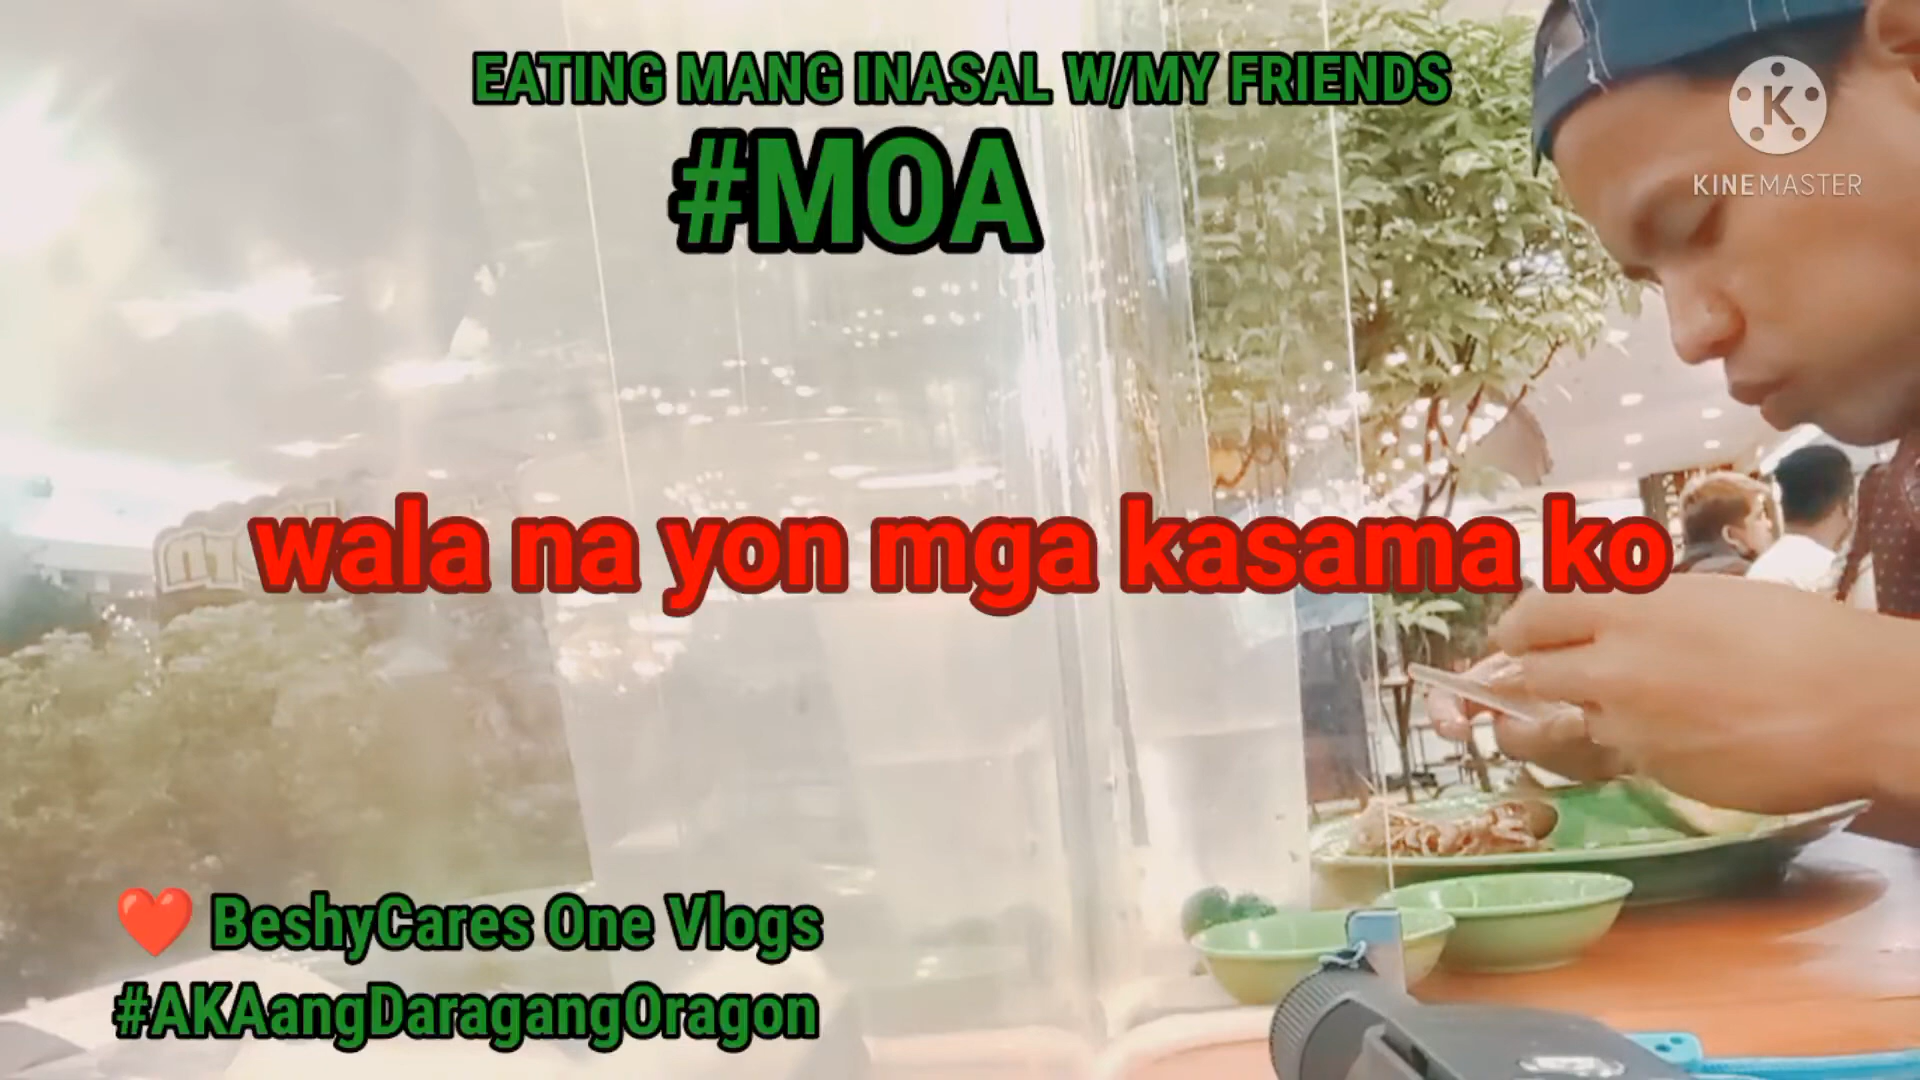 EATING MANG INASAL W/MY FRIENDS
#MOA
K
KINEMASTER
wala na yon mga kasama ko
❤️ BeshyCares One Vlogs
#AKAangDaragangOragon